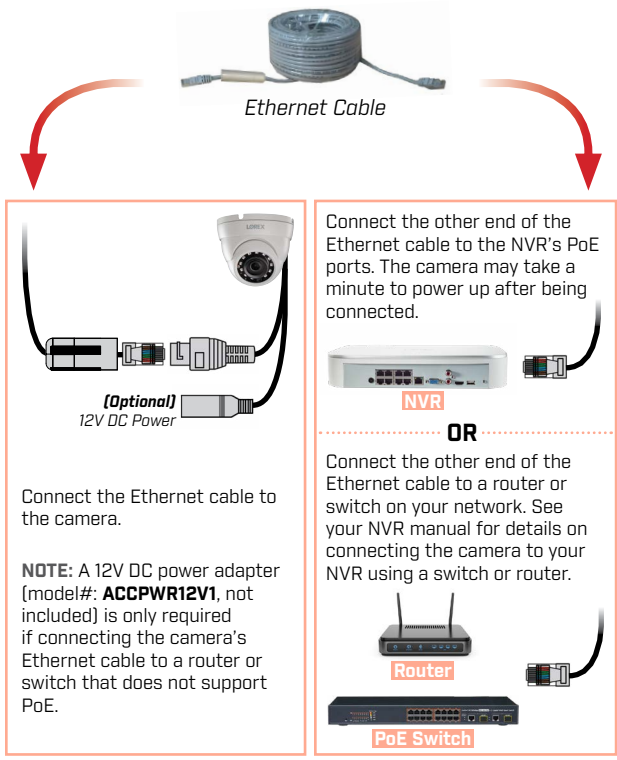 Ethernet Cable
LOREX
(Optional)
12V DC Power
Connect the Ethernet cable to
the camera.
NOTE: A 12V DC power adapter
(model#: ACCPWR12V1, not
included) is only required
if connecting the camera's
Ethernet cable to a router or
switch that does not support
PoE.
Connect the other end of the
Ethernet cable to the NVR's PoE
ports. The camera may take a
minute to power up after being
connected.
NVR
OR
Connect the other end of the
Ethernet cable to a router or
switch on your network. See
your NVR manual for details on
connecting the camera to your
NVR using a switch or router.
Router
PoE Switch